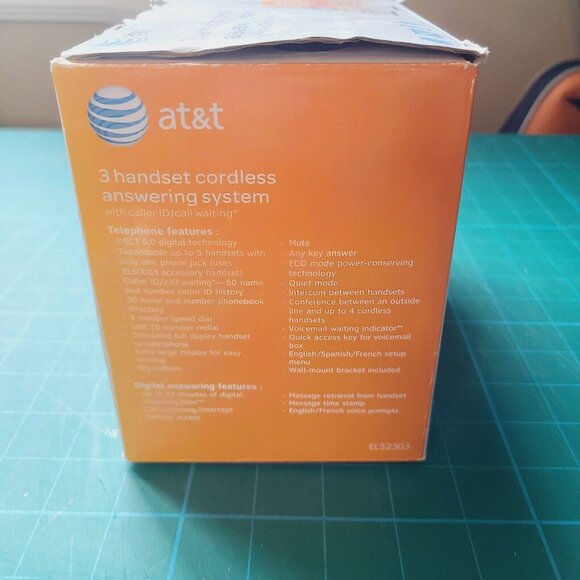 at&t
3 handset cordless
answering system
with caller ID/call waiting*
Telephone features :
- DECT 6.0 digital technology
- Expandable up to 5 handsets with
only one phone jack (uses
EL50003 accessory handset)
- Caller ID/call waiting*-- 50 name
and number caller ID history
- 50 name and number phonebook
directory
- 9 number speed dial
- Last 10 number redial
- Simulated full duplex handset
speakerphone
- Extra large display for easy
viewing
- Big buttons
- Mute
- Any key answer
- ECO mode power-conserving
technology
- Quiet mode
- Intercom between handsets
- Conference between an outside
line and up to 4 cordless
handsets
- Voicemail waiting indicator**
- Quick access key for voicemail
box
- English/Spanish/French setup
menu
- Wall-mount bracket included
Digital answering features :
- Up to 11 minutes of digital
recording time***
- Call screening/intercept
- Remote access
- Message retrieval from handset
- Message time stamp
- English/French voice prompts
EL52303